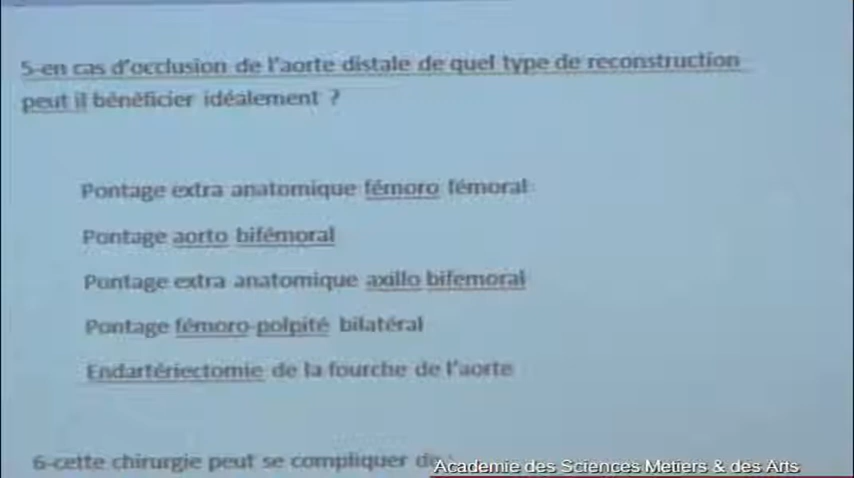 5-en cas d'occlusion de l'aorte distale de quel type de reconstruction
peut il bénéficier idéalement ?
Pontage extra anatomique fémoro fémoral
Pontage aorto bifémoral
Pontage extra anatomique axillo bifemoral
Pontage fémoro-polpité bilatéral
Endartériectomie de la fourche de l'aorte
6-cette chirurgie peut se compliquer de :
Academie des Sciences Metiers & des Arts